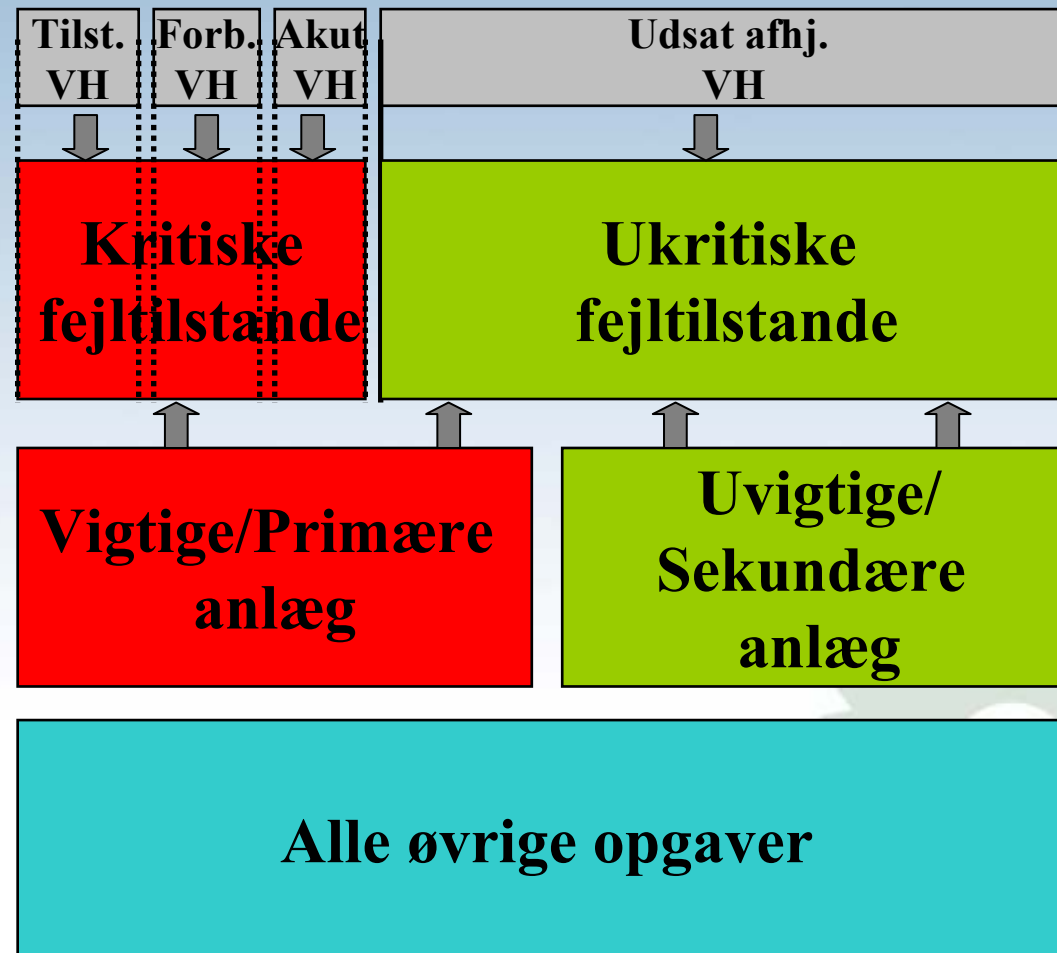 Tilst.
VH
Forb.
VH
Akut
VH
Udsat afhj.
VH
Kritiske
fejltilstande
Ukritiske
fejltilstande
Vigtige/Primære
anlæg
Uvigtige/
Sekundære
anlæg
Alle øvrige opgaver